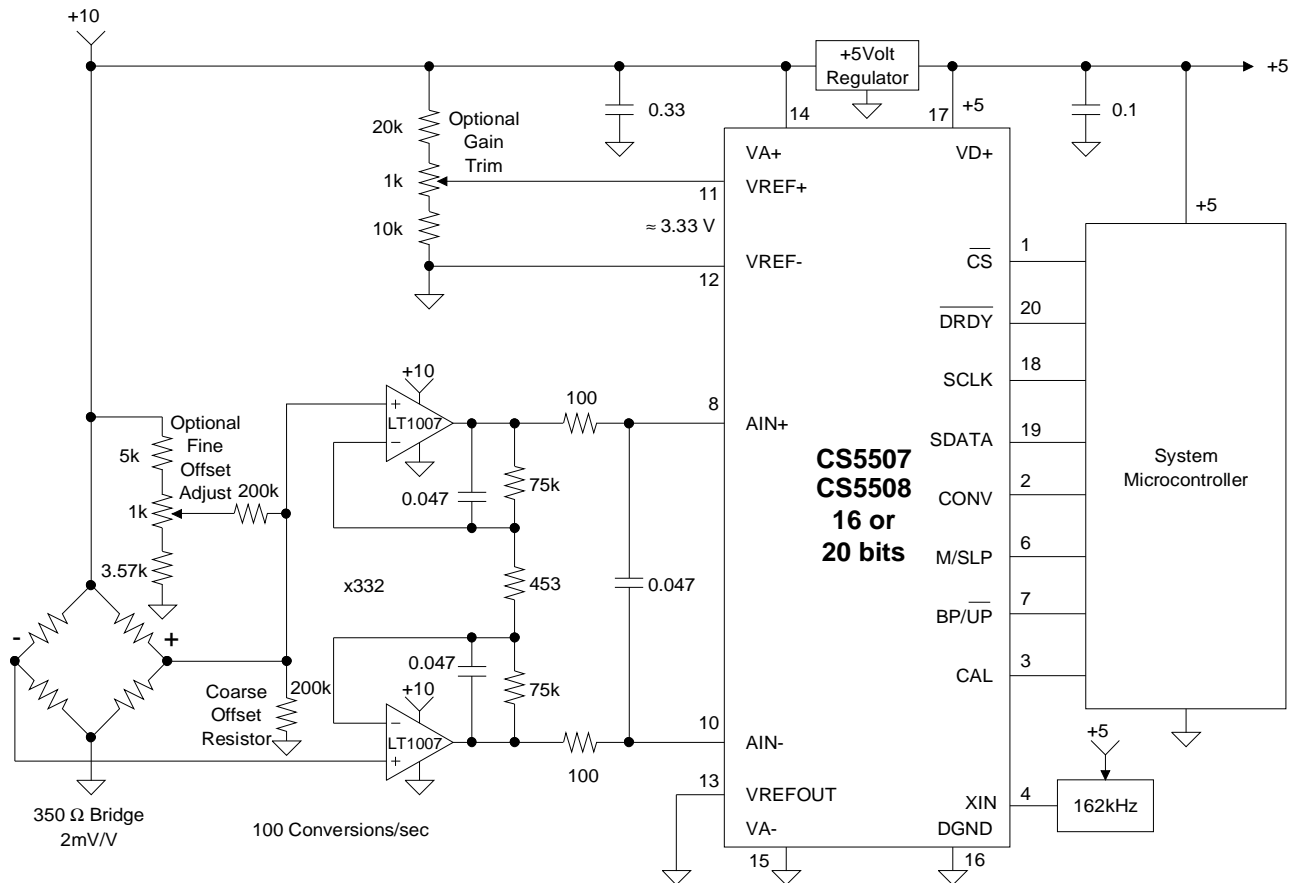 +10
+5Volt
Regulator
+5
14
17
+5
0.33
0.1
20k
Optional
Gain
Trim
1k
10k
VA+
VD+
11
VREF+
≈ 3.33 V
12
VREF-
+5
1
CS
20
DRDY
18
SCLK
19
SDATA
2
CONV
6
M/SLP
7
BP/UP
3
CAL
System
Microcontroller
+10
LT1007
+
−
100
8
AIN+
CS5507
CS5508
16 or
20 bits
Optional
Fine
Offset
Adjust
5k
1k
200k
3.57k
75k
0.047
453
x332
0.047
0.047
75k
-
+
200k
Coarse
Offset
Resistor
+10
−
LT1007
+
100
10
AIN-
13
VREFOUT
VA-
15
+5
4
XIN
162kHz
DGND
16
350 Ω Bridge
2mV/V
100 Conversions/sec